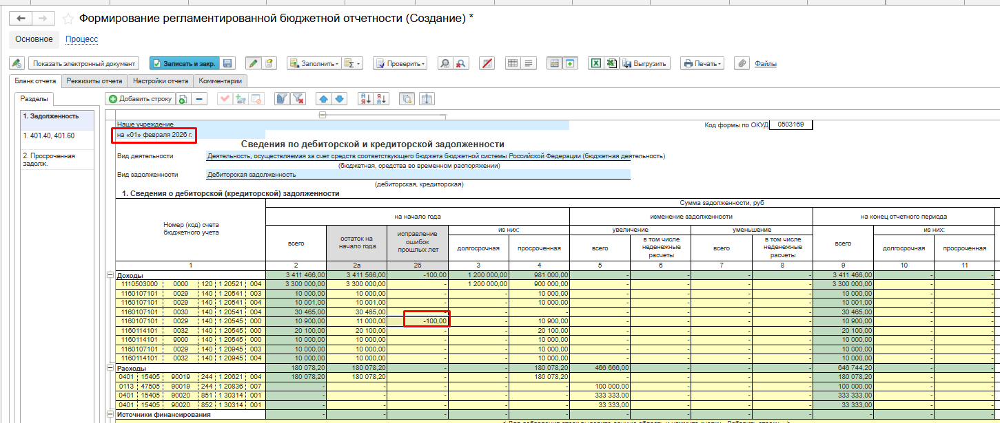 Формирование регламентированной бюджетной отчетности (Создание) *
Основное Процесс
Показать электронный документ Записать и закр. Заполнить Проверить Выгрузить Печать Файлы
Бланк отчета Реквизиты отчета Настройки отчета Комментарии
Разделы Добавить строку
1. Задолженность
1. 401.40, 401.60
2. Просроченная
задолж.
Наше учреждение Код формы по ОКУД 0503169
на «01» февраля 2026 г.
Сведения по дебиторской и кредиторской задолженности
Вид деятельности Деятельность, осуществляемая за счет средств соответствующего бюджета бюджетной системы Российской Федерации (бюджетная деятельность)
(бюджетная, средства во временном распоряжении)
Вид задолженности Дебиторская задолженность
(дебиторская, кредиторская)
1. Сведения о дебиторской (кредиторской) задолженности
Номер (код) счета
бюджетного учета
Сумма задолженности, руб
на начало года изменение задолженности на конец отчетного периода
всего остаток на
начало года исправление
ошибок
прошлых лет из них: увеличение уменьшение всего из них:
долгосрочная просроченная всего в том числе
неденежные
расчеты всего в том числе
неденежные
расчеты долгосрочная просроченная
1 2 2а 2б 3 4 5 6 7 8 9 10 11
Доходы 3 411 466,00 3 411 566,00 -100,00 1 200 000,00 981 000,00 - - - - 3 411 466,00 - -
1110503000 0000 120 1 20521 004 3 300 000,00 3 300 000,00 - 1 200 000,00 900 000,00 - - - - 3 300 000,00 - -
1160107101 0029 140 1 20541 003 10 000,00 10 000,00 - - 10 000,00 - - - - 10 000,00 - -
1160107101 0029 140 1 20541 004 10 001,00 10 001,00 - - 10 000,00 - - - - 10 001,00 - -
1160107101 0030 140 1 20541 004 30 465,00 30 465,00 - - - - - - - 30 465,00 - -
1160107101 0029 140 1 20545 000 10 900,00 11 000,00 -100,00 - 10 900,00 - - - - 10 900,00 - -
1160114101 0032 140 1 20545 000 20 100,00 20 100,00 - - 20 100,00 - - - - 20 100,00 - -
1160114101 9000 140 1 20545 000 10 000,00 10 000,00 - - 10 000,00 - - - - 10 000,00 - -
1160107101 0029 140 1 20945 003 10 000,00 10 000,00 - - 10 000,00 - - - - 10 000,00 - -
1160114101 0032 140 1 20945 004 10 000,00 10 000,00 - - 10 000,00 - - - - 10 000,00 - -
Расходы 180 078,20 180 078,20 - - 180 078,20 466 666,00 - - - 646 744,20 - -
0401 15405 90019 244 1 20621 004 180 078,20 180 078,20 - - 180 078,20 - - - - 180 078,20 - -
0113 47505 90019 244 1 20836 007 - - - - - 100 000,00 - - - 100 000,00 - -
0401 15405 90020 851 1 30314 001 - - - - - 333 333,00 - - - 333 333,00 - -
0401 15405 90020 852 1 30314 001 - - - - - 33 333,00 - - - 33 333,00 - -
Источники финансирования - - - - - - - - - - - -